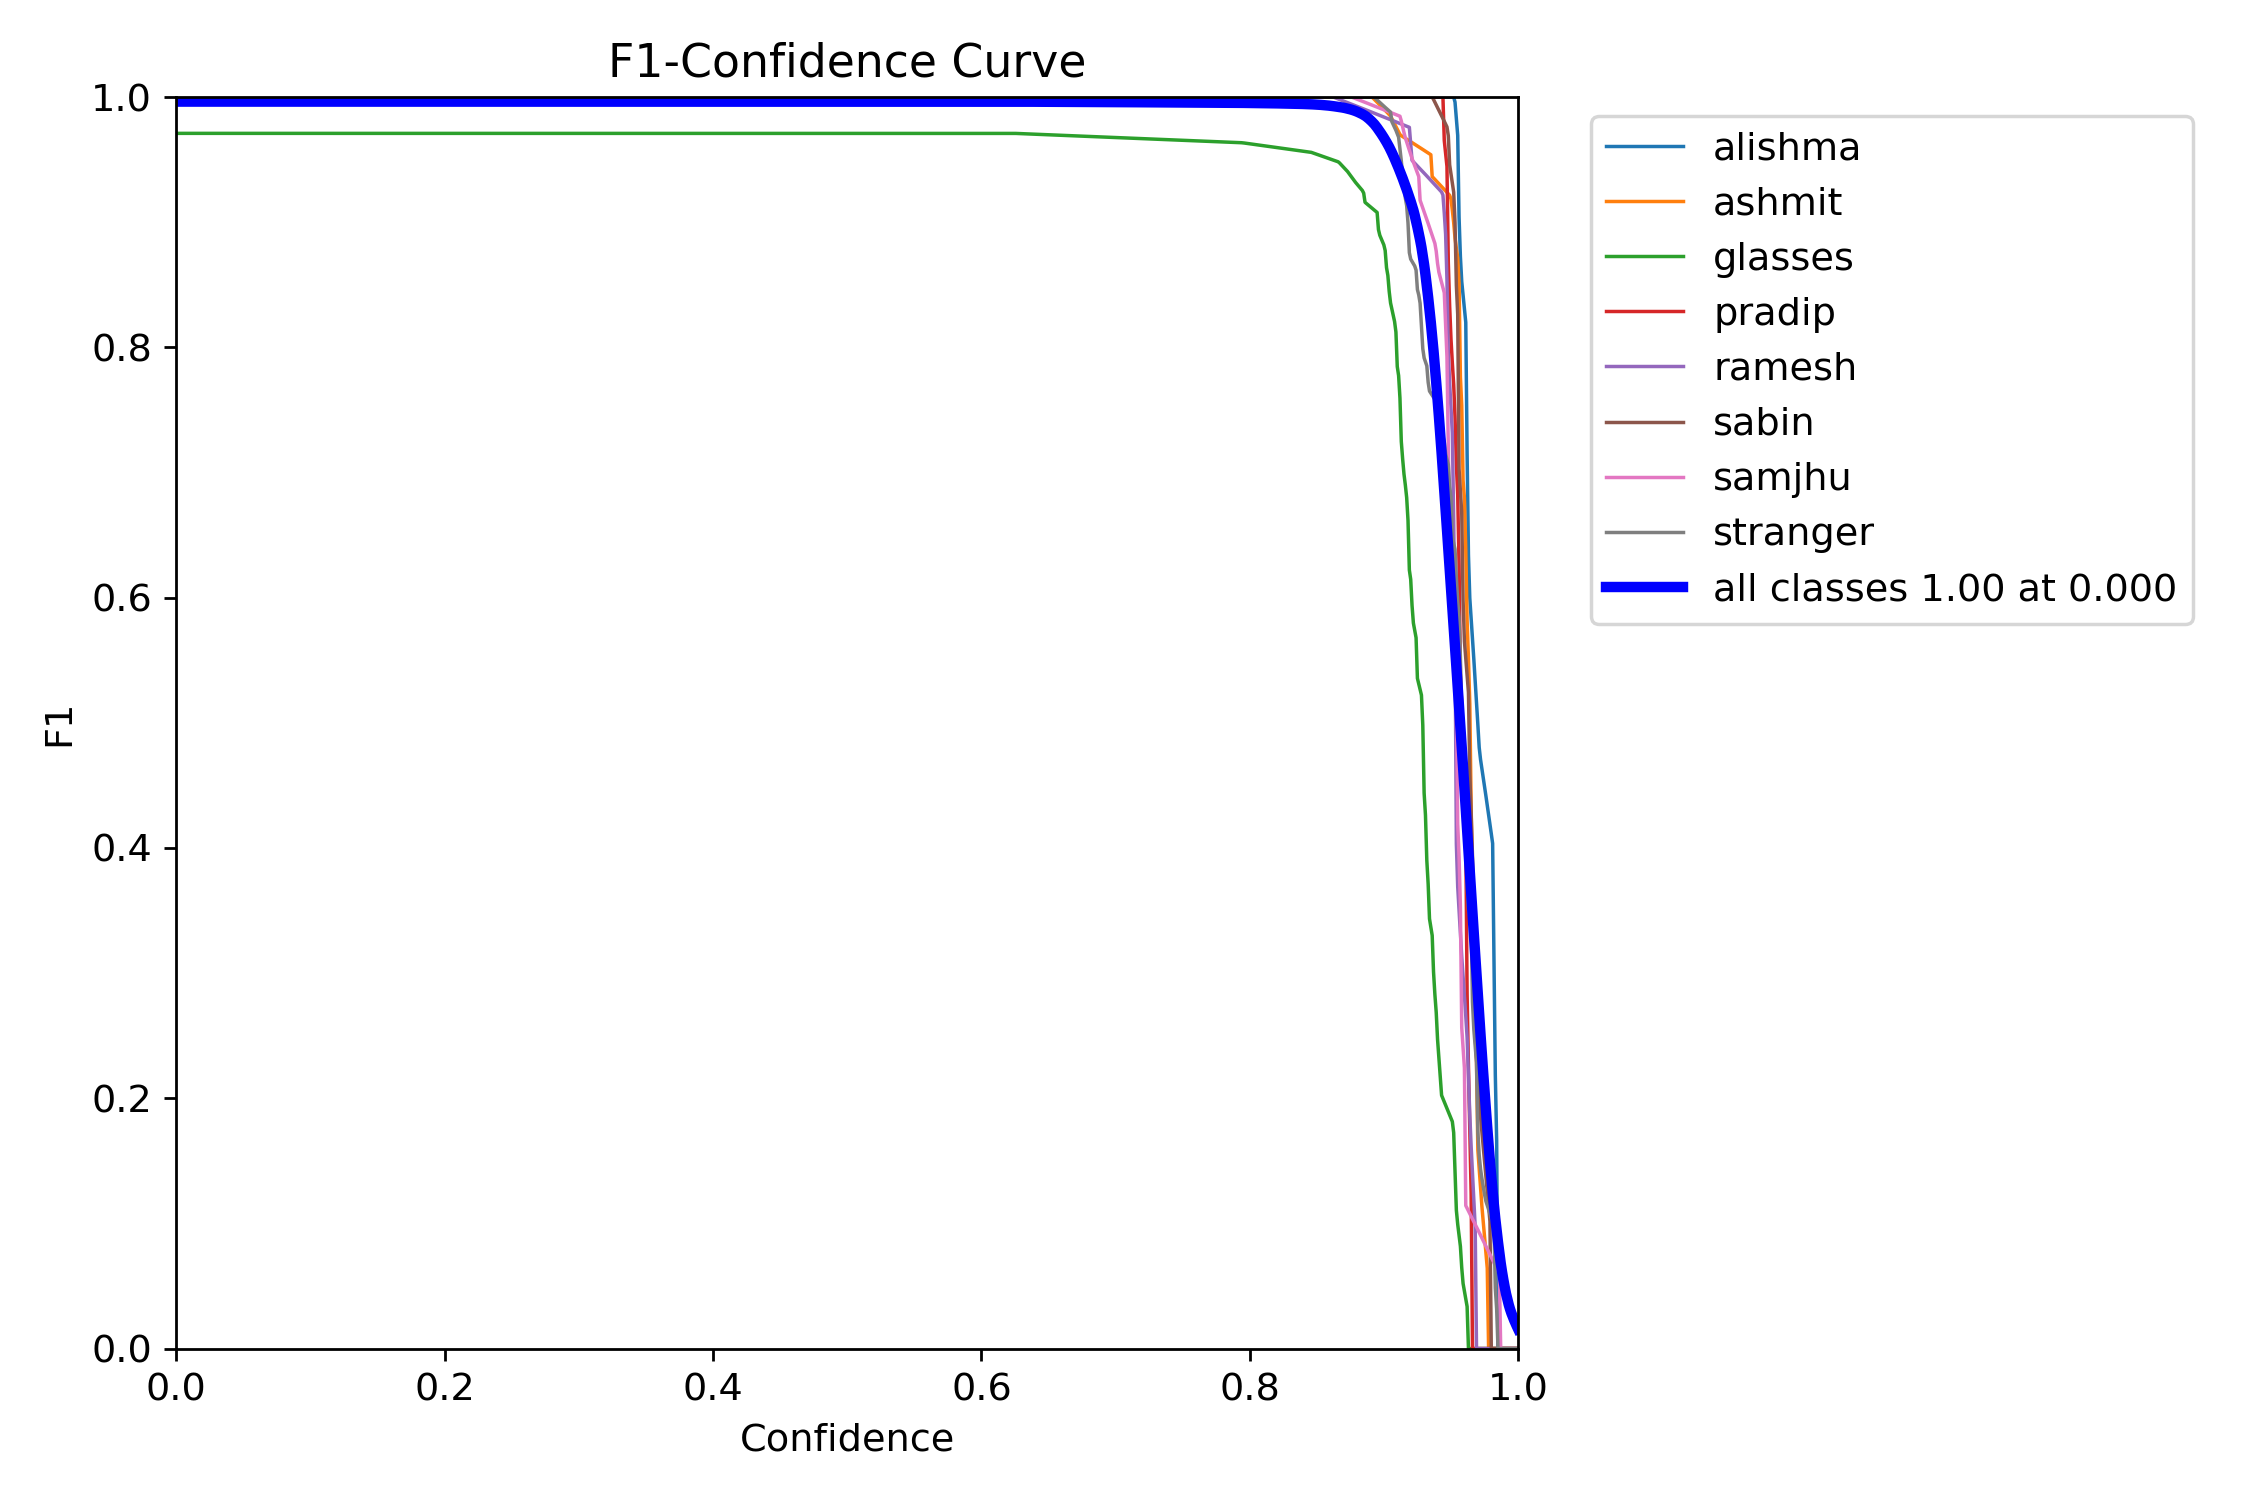 F1-Confidence Curve
1.0
0.8
0.6
0.4
0.2
0.0
F1
0.0 0.2 0.4 0.6 0.8 1.0
Confidence
alishma
ashmit
glasses
pradip
ramesh
sabin
samjhu
stranger
all classes 1.00 at 0.000